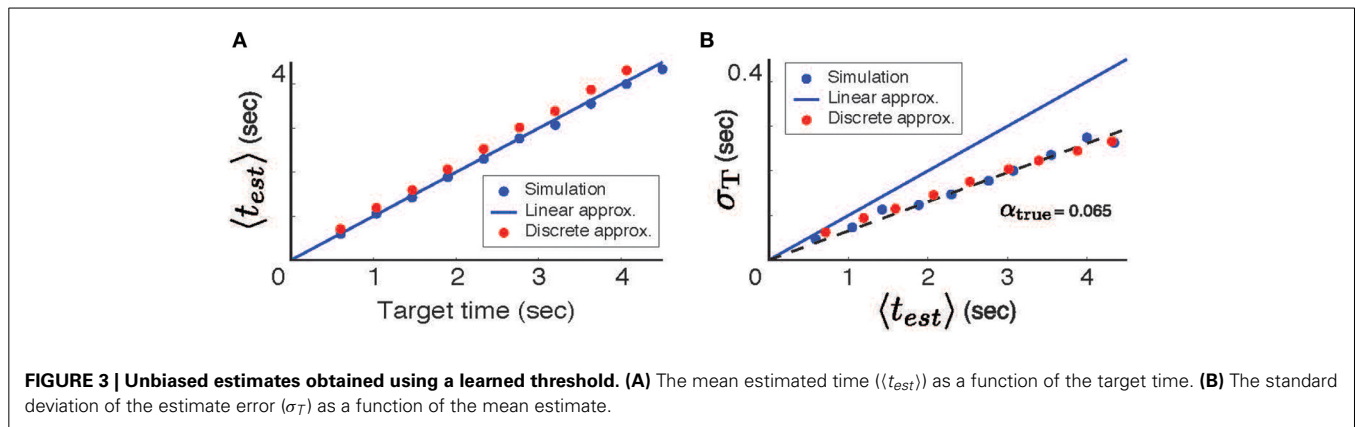 A
4
⟨t_est⟩ (sec)
Simulation
Linear approx.
Discrete approx.
0
1
2
3
4
Target time (sec)
B
0.4
σ_T (sec)
Simulation
Linear approx.
Discrete approx.
α_true = 0.065
0
1
2
3
4
⟨t_est⟩ (sec)
FIGURE 3 | Unbiased estimates obtained using a learned threshold. (A) The mean estimated time (⟨t_est⟩) as a function of the target time. (B) The standard
deviation of the estimate error (σ_T) as a function of the mean estimate.